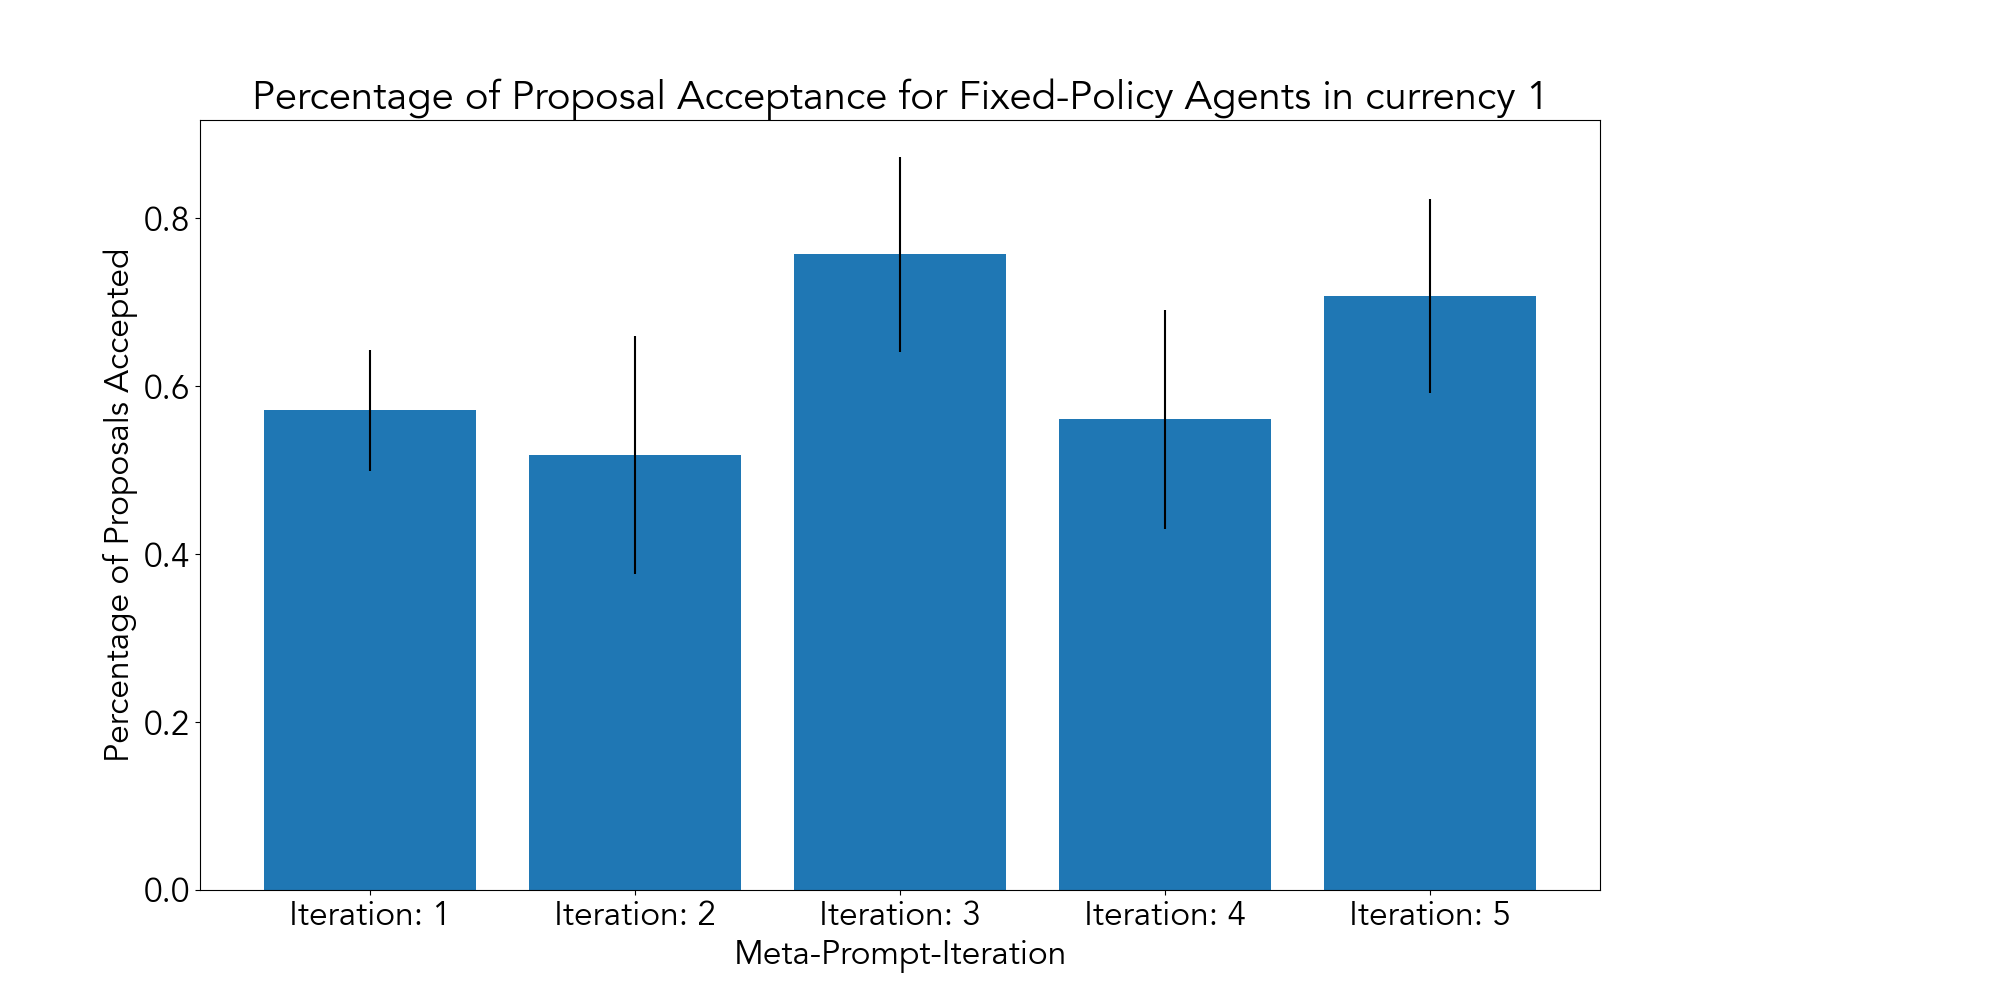 Percentage of Proposal Acceptance for Fixed-Policy Agents in currency 1
Percentage of Proposals Accepted
0.8
0.6
0.4
0.2
0.0
Iteration: 1
Iteration: 2
Iteration: 3
Iteration: 4
Iteration: 5
Meta-Prompt-Iteration